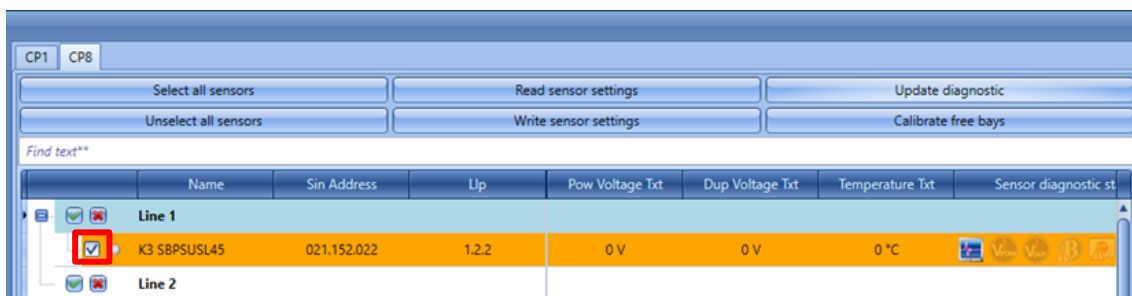 CP1 CP8
Select all sensors Read sensor settings Update diagnostic
Unselect all sensors Write sensor settings Calibrate free bays
Find text**
Name Sin Address Llp Pow Voltage Txt Dup Voltage Txt Temperature Txt Sensor diagnostic st
Line 1
K3 SBPSUSL45 021.152.022 1.2.2 0 V 0 V 0 °C
Line 2